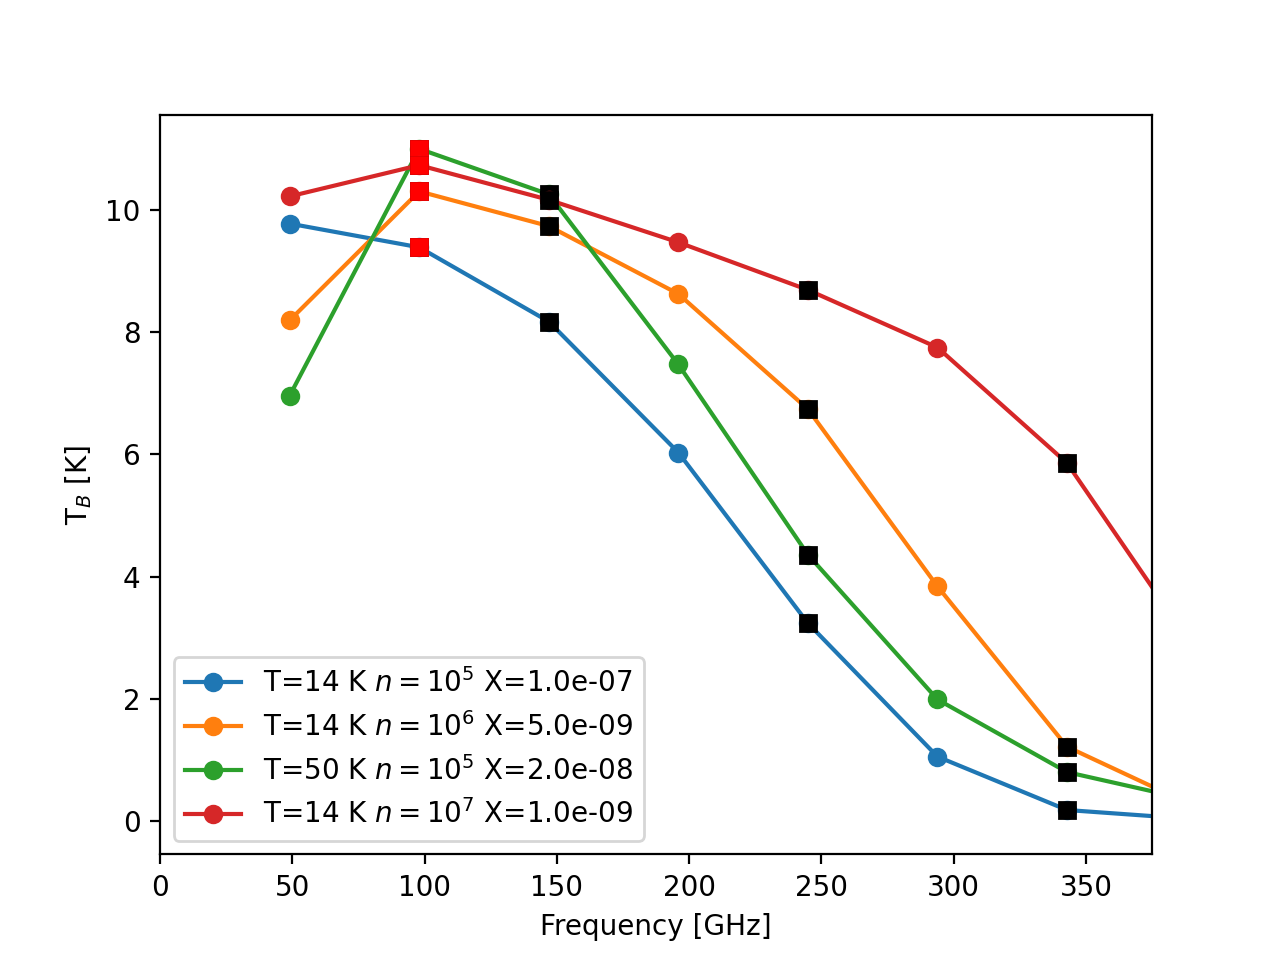 10
8
6
4
2
0
T_B [K]
T=14 K n = 10^5 X=1.0e-07
T=14 K n = 10^6 X=5.0e-09
T=50 K n = 10^5 X=2.0e-08
T=14 K n = 10^7 X=1.0e-09
0 50 100 150 200 250 300 350
Frequency [GHz]